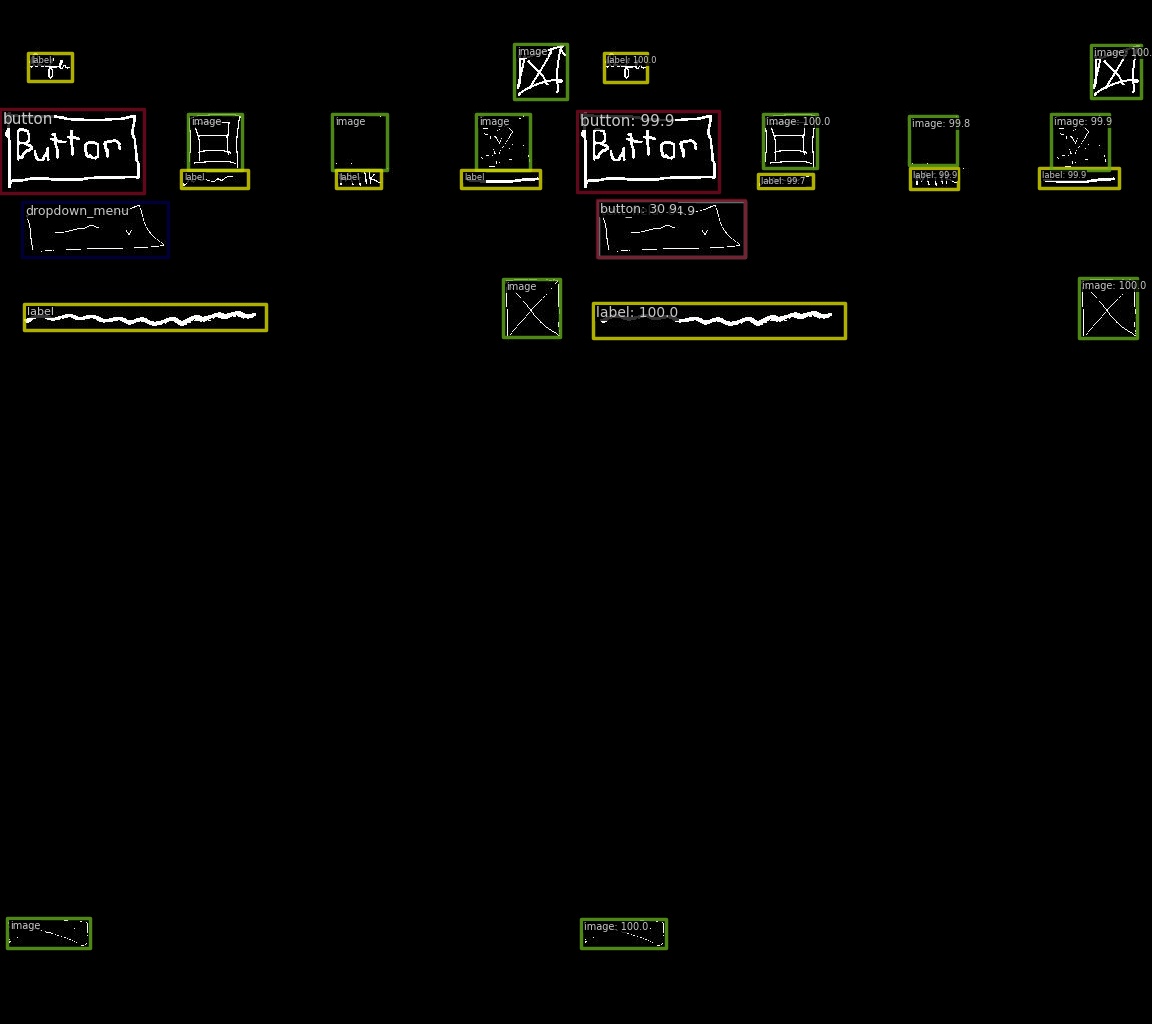 label image label: 100.0 image: 100.
button image image image button: 99.9 image: 100.0 image: 99.8 image: 99.9
Button Button
label label label label: 99.7 label: 99.9 label: 99.9
dropdown_menu button: 30.9
image image: 100.0
label label: 100.0
image image: 100.0